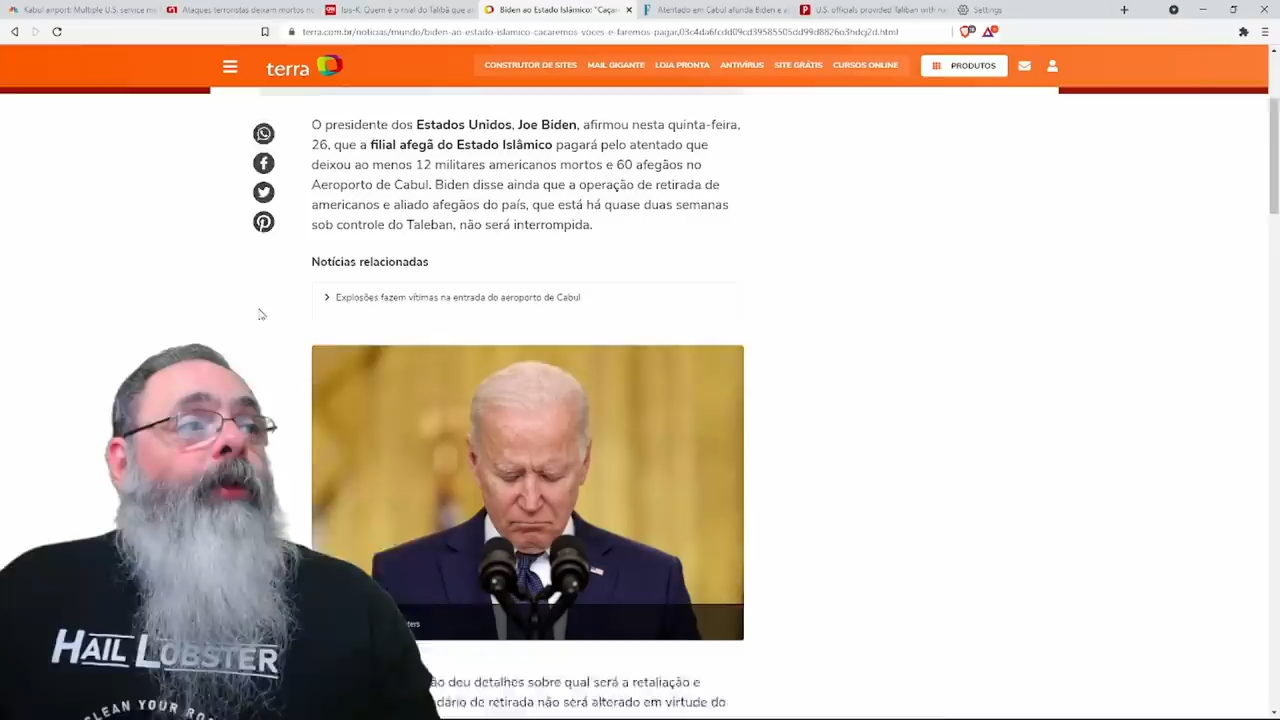 Kabul airport: Multiple U.S. service me
Ataques terroristas deixam mortos no
Isis-K: Quem é o rival do Talibã que a
Biden ao Estado Islâmico: "Caçar
Atentado em Cabul afunda Biden e a
U.S. officials provided Taliban with na
Settings
terra.com.br/noticias/mundo/biden-ao-estado-islamico-cacaremos-voces-e-faremos-pagar,03c4da6fcdd09cd39585505dd99d8826o3hdcj2d.html
terra
CONSTRUTOR DE SITES MAIL GIGANTE LOJA PRONTA ANTIVÍRUS SITE GRÁTIS CURSOS ONLINE PRODUTOS
O presidente dos Estados Unidos, Joe Biden, afirmou nesta quinta-feira,
26, que a filial afegã do Estado Islâmico pagará pelo atentado que
deixou ao menos 12 militares americanos mortos e 60 afegãos no
Aeroporto de Cabul. Biden disse ainda que a operação de retirada de
americanos e aliado afegãos do país, que está há quase duas semanas
sob controle do Taleban, não será interrompida.
Notícias relacionadas
Explosões fazem vítimas na entrada do aeroporto de Cabul
ters
ão deu detalhes sobre qual será a retaliação e
dário de retirada não será alterado em virtude do
HAIL LOBSTER
CLEAN YOUR RO